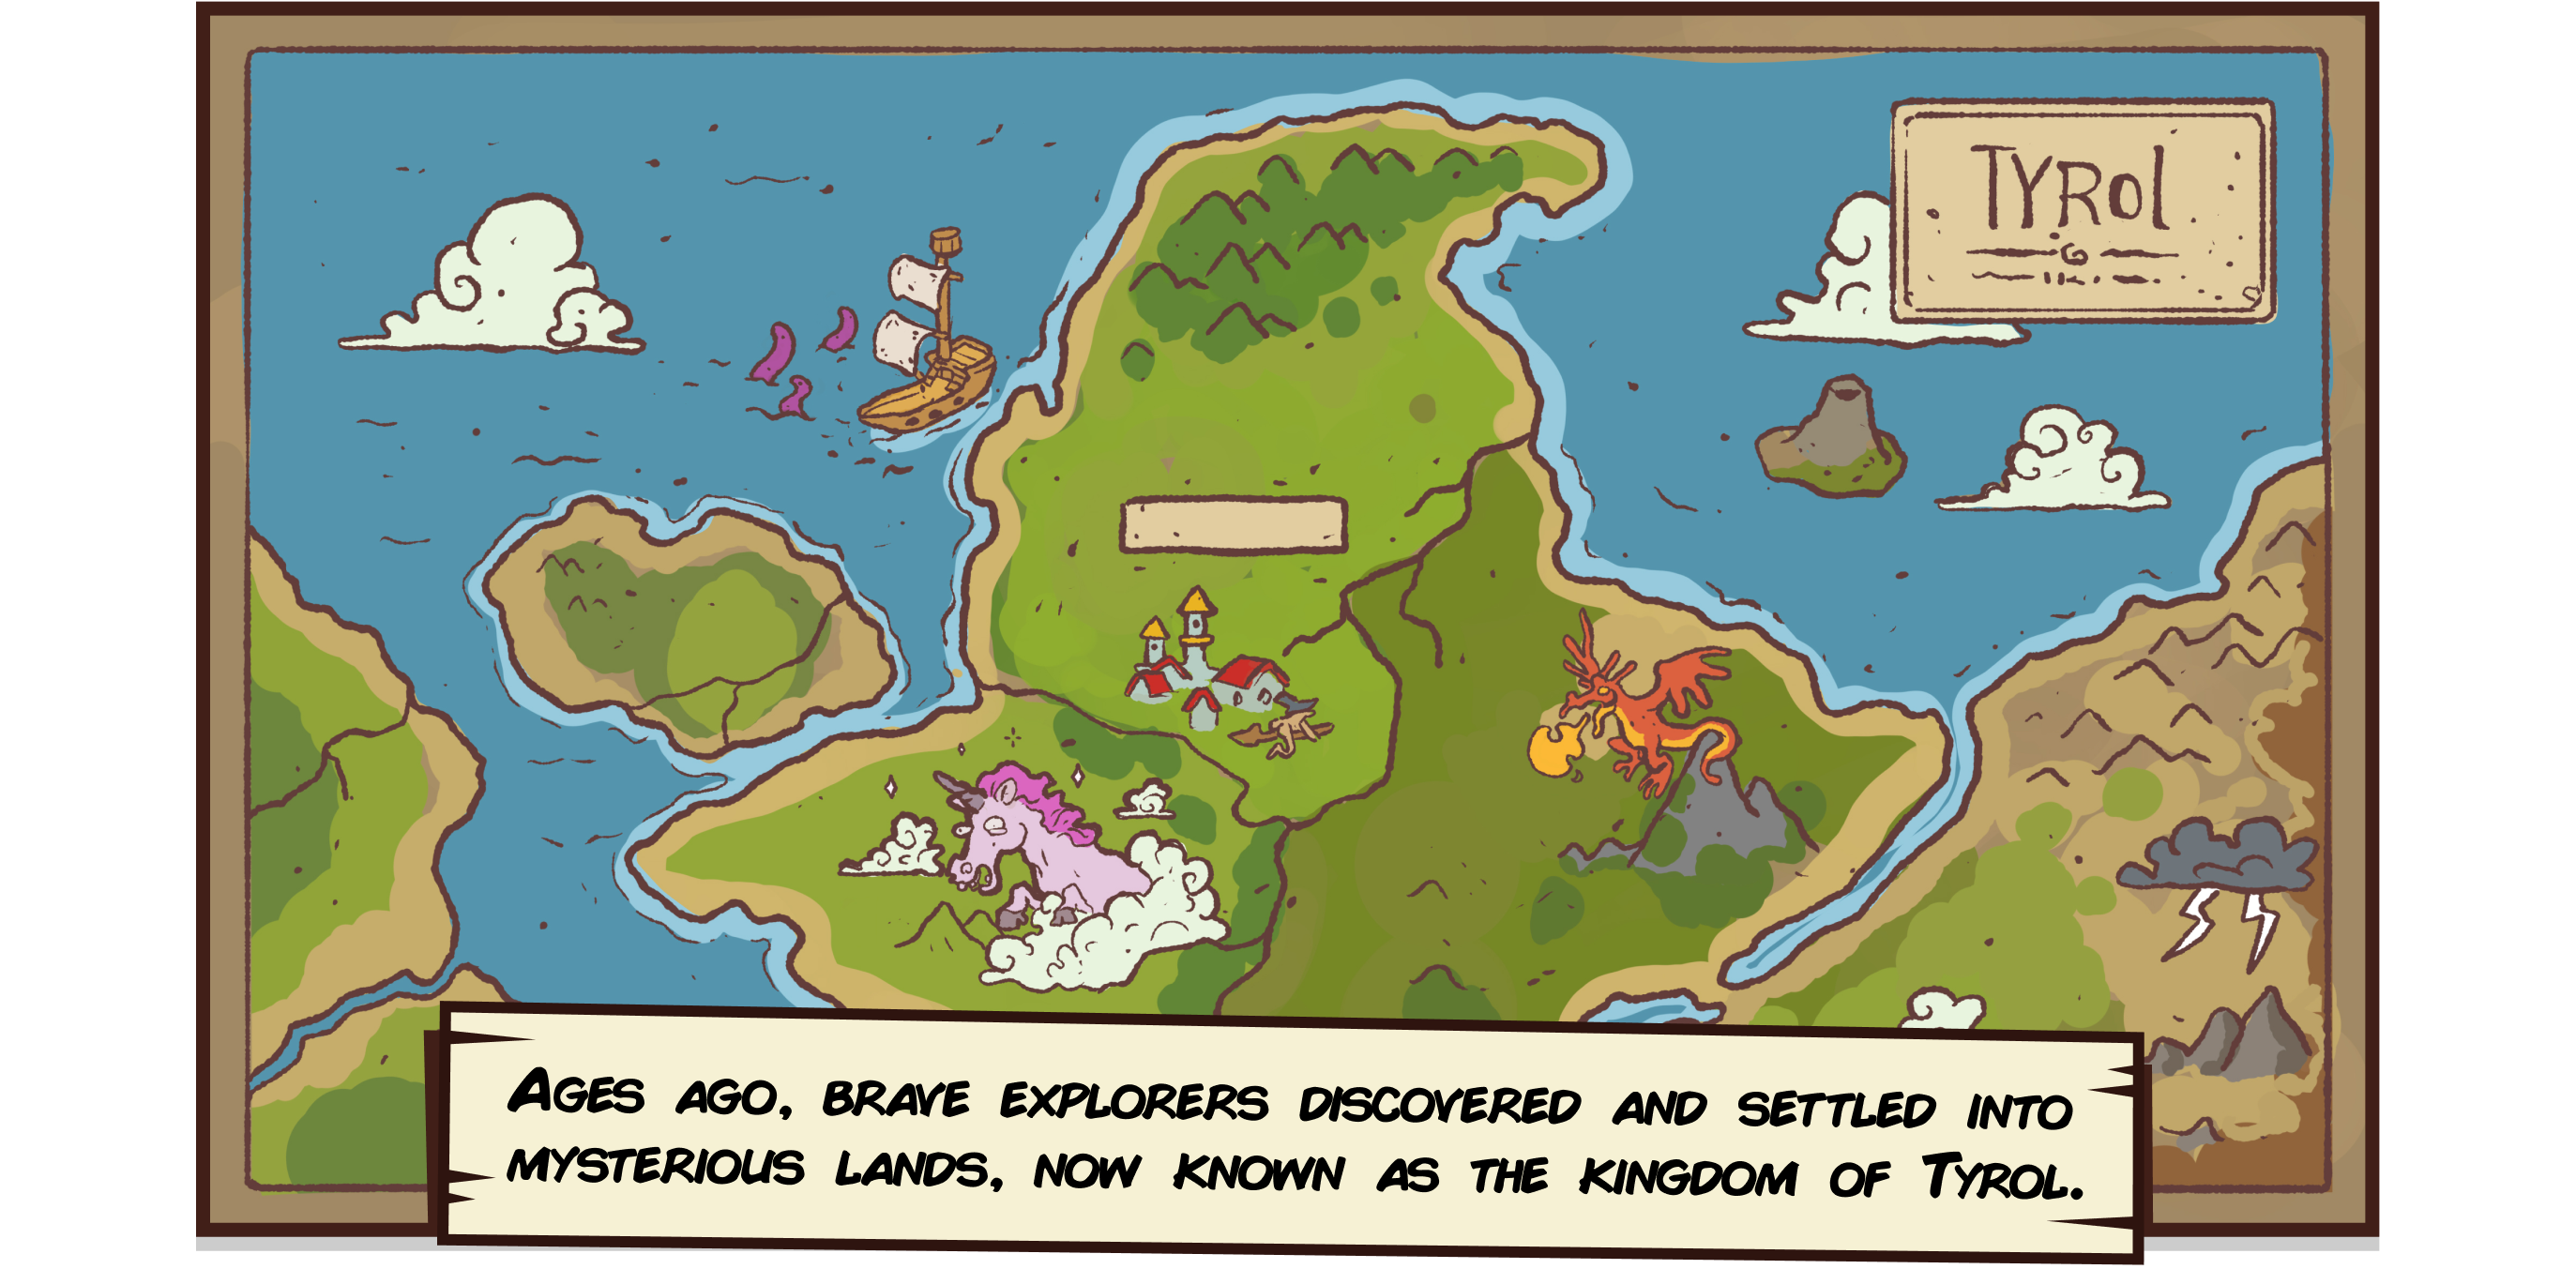 Tyrol
Ages ago, brave explorers discovered and settled into
mysterious lands, now known as the kingdom of Tyrol.